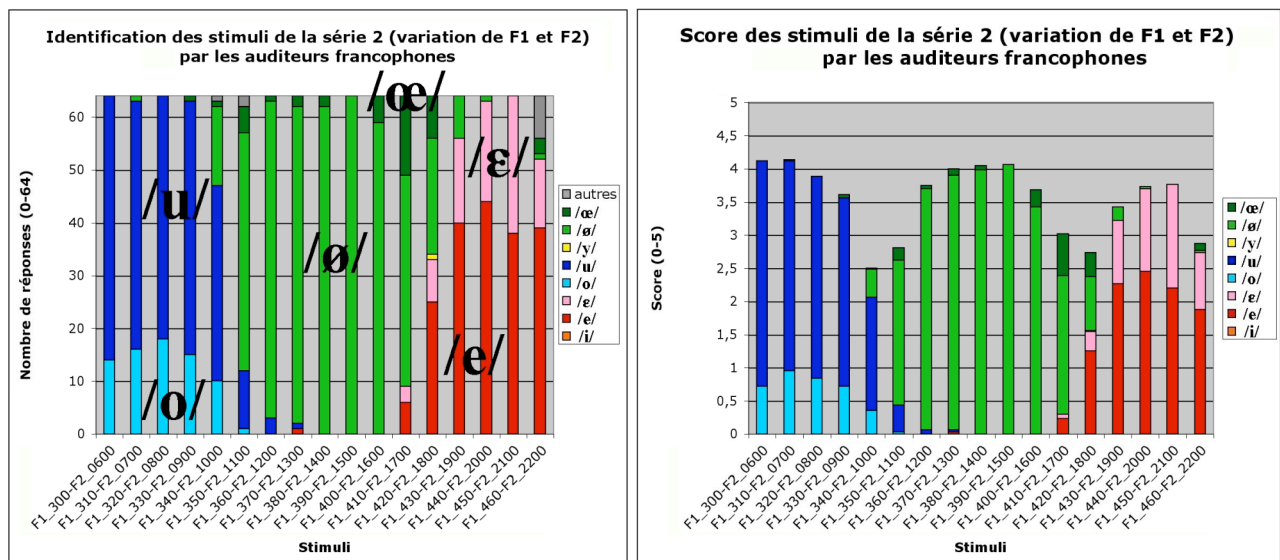 Identification des stimuli de la série 2 (variation de F1 et F2)
par les auditeurs francophones
Nombre de réponses (0-64)
60
50
40
30
20
10
0
/u/
/o/
/ø/
/œ/
/ɛ/
/e/
F1_300-F2_0600
F1_310-F2_0700
F1_320-F2_0800
F1_330-F2_0900
F1_340-F2_1000
F1_350-F2_1100
F1_360-F2_1200
F1_370-F2_1300
F1_380-F2_1400
F1_390-F2_1500
F1_400-F2_1600
F1_410-F2_1700
F1_420-F2_1800
F1_430-F2_1900
F1_440-F2_2000
F1_450-F2_2100
F1_460-F2_2200
Stimuli
autres
/œ/
/ø/
/y/
/u/
/o/
/ɛ/
/e/
/i/
Score des stimuli de la série 2 (variation de F1 et F2)
par les auditeurs francophones
Score (0-5)
5
4,5
4
3,5
3
2,5
2
1,5
1
0,5
0
F1_300-F2_0600
F1_310-F2_0700
F1_320-F2_0800
F1_330-F2_0900
F1_340-F2_1000
F1_350-F2_1100
F1_360-F2_1200
F1_370-F2_1300
F1_380-F2_1400
F1_390-F2_1500
F1_400-F2_1600
F1_410-F2_1700
F1_420-F2_1800
F1_430-F2_1900
F1_440-F2_2000
F1_450-F2_2100
F1_460-F2_2200
Stimuli
/œ/
/ø/
/y/
/u/
/o/
/ɛ/
/e/
/i/